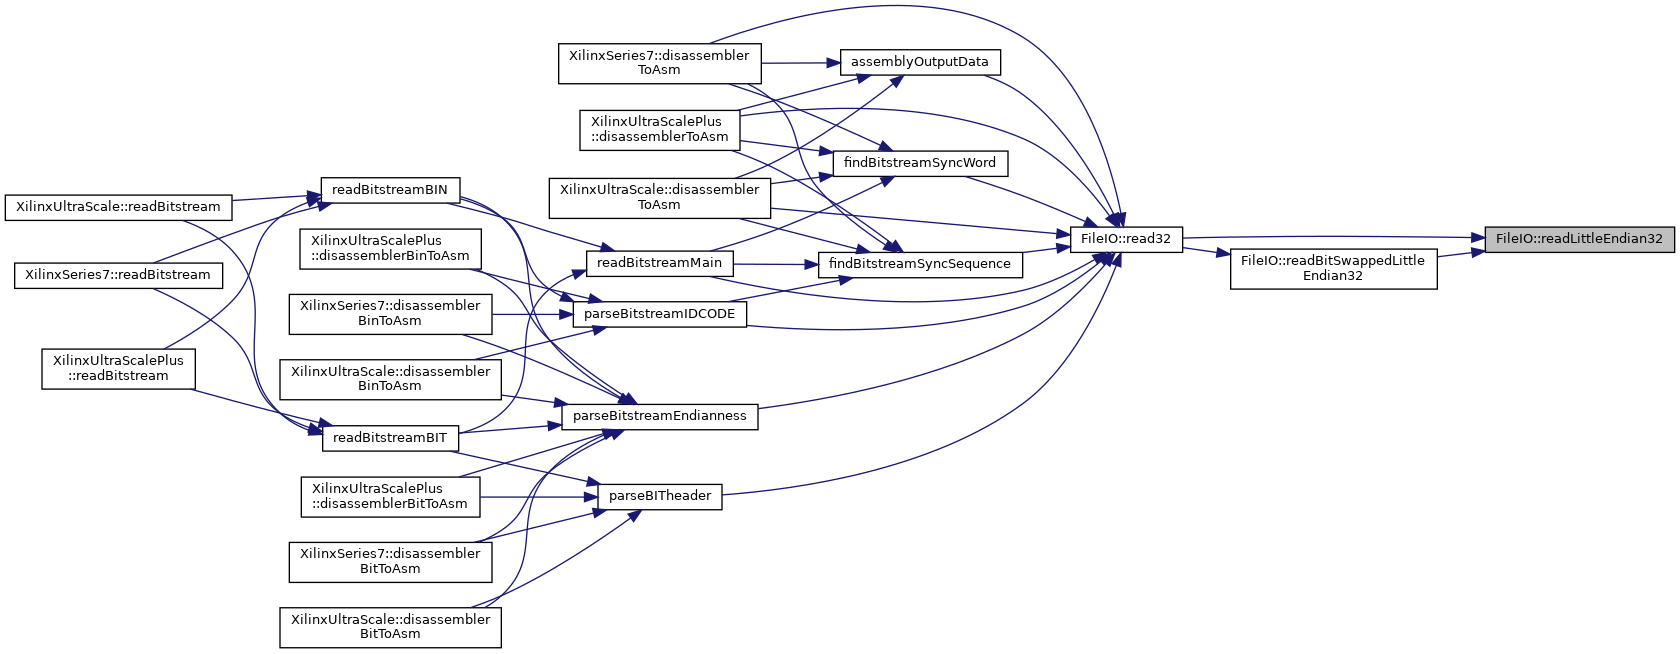 XilinxSeries7::disassembler
ToAsm
assemblyOutputData
XilinxUltraScalePlus
::disassemblerToAsm
findBitstreamSyncWord
XilinxUltraScale::disassembler
ToAsm
readBitstreamBIN
XilinxUltraScale::readBitstream
XilinxUltraScalePlus
::disassemblerBinToAsm
FileIO::read32
FileIO::readLittleEndian32
FileIO::readBitSwappedLittle
Endian32
readBitstreamMain
findBitstreamSyncSequence
XilinxSeries7::readBitstream
XilinxSeries7::disassembler
BinToAsm
parseBitstreamIDCODE
XilinxUltraScalePlus
::readBitstream
XilinxUltraScale::disassembler
BinToAsm
parseBitstreamEndianness
readBitstreamBIT
XilinxUltraScalePlus
::disassemblerBitToAsm
parseBITheader
XilinxSeries7::disassembler
BitToAsm
XilinxUltraScale::disassembler
BitToAsm